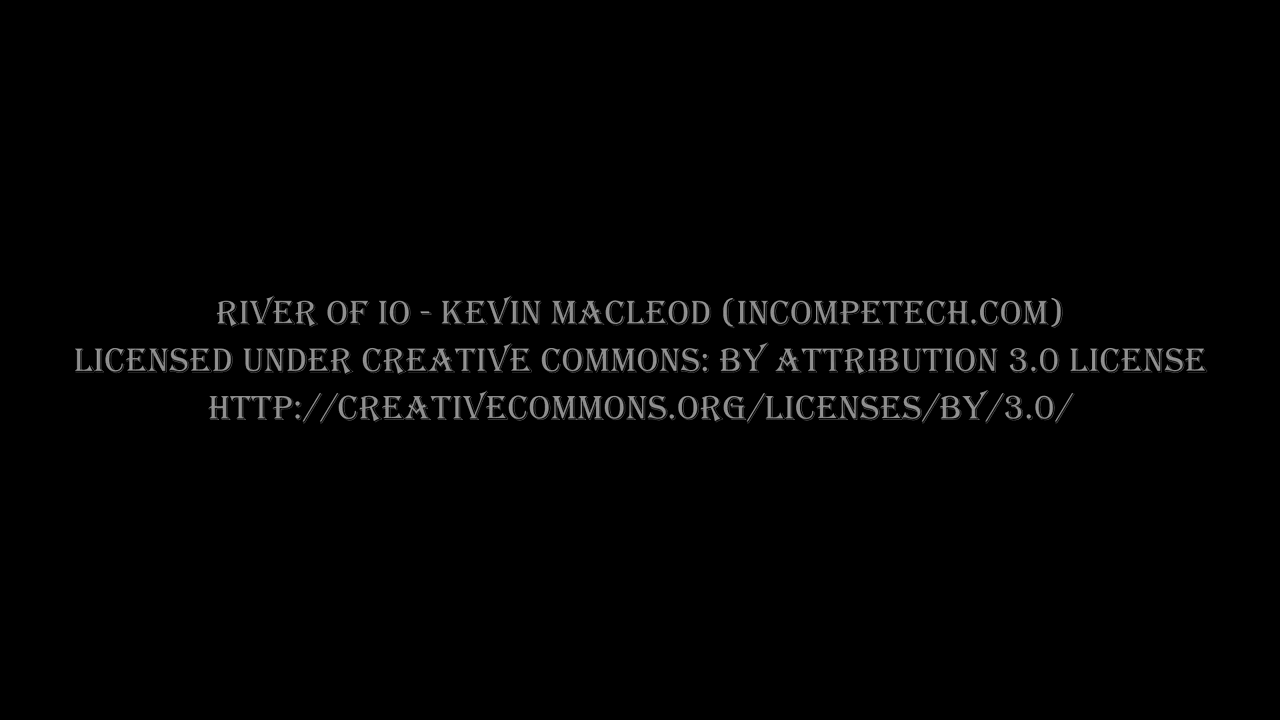 RIVER OF IO - KEVIN MACLEOD (INCOMPETECH.COM)
LICENSED UNDER CREATIVE COMMONS: BY ATTRIBUTION 3.0 LICENSE
HTTP://CREATIVECOMMONS.ORG/LICENSES/BY/3.0/